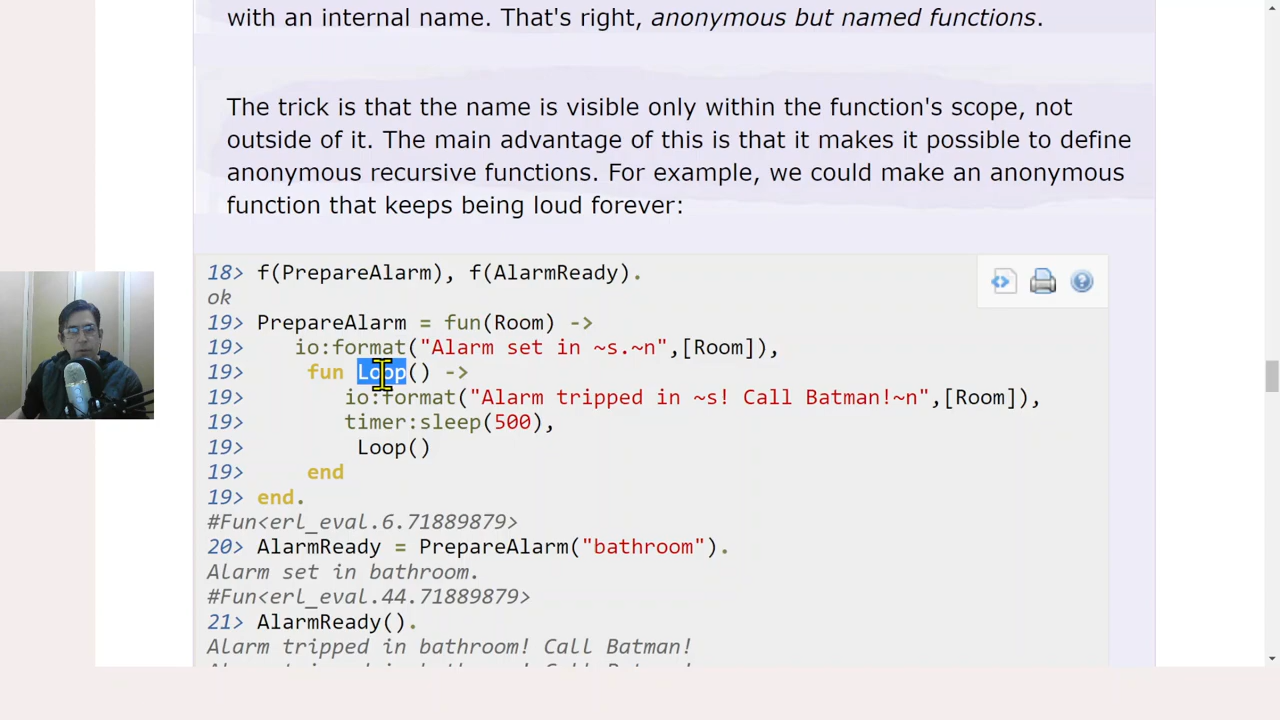 with an internal name. That's right, anonymous but named functions.
The trick is that the name is visible only within the function's scope, not
outside of it. The main advantage of this is that it makes it possible to define
anonymous recursive functions. For example, we could make an anonymous
function that keeps being loud forever:
18> f(PrepareAlarm), f(AlarmReady).
ok
19> PrepareAlarm = fun(Room) ->
19> io:format("Alarm set in ~s.~n",[Room]),
19> fun Loop() ->
19> io:format("Alarm tripped in ~s! Call Batman!~n",[Room]),
19> timer:sleep(500),
19> Loop()
19> end
19> end.
#Fun<erl_eval.6.71889879>
20> AlarmReady = PrepareAlarm("bathroom").
Alarm set in bathroom.
#Fun<erl_eval.44.71889879>
21> AlarmReady().
Alarm tripped in bathroom! Call Batman!